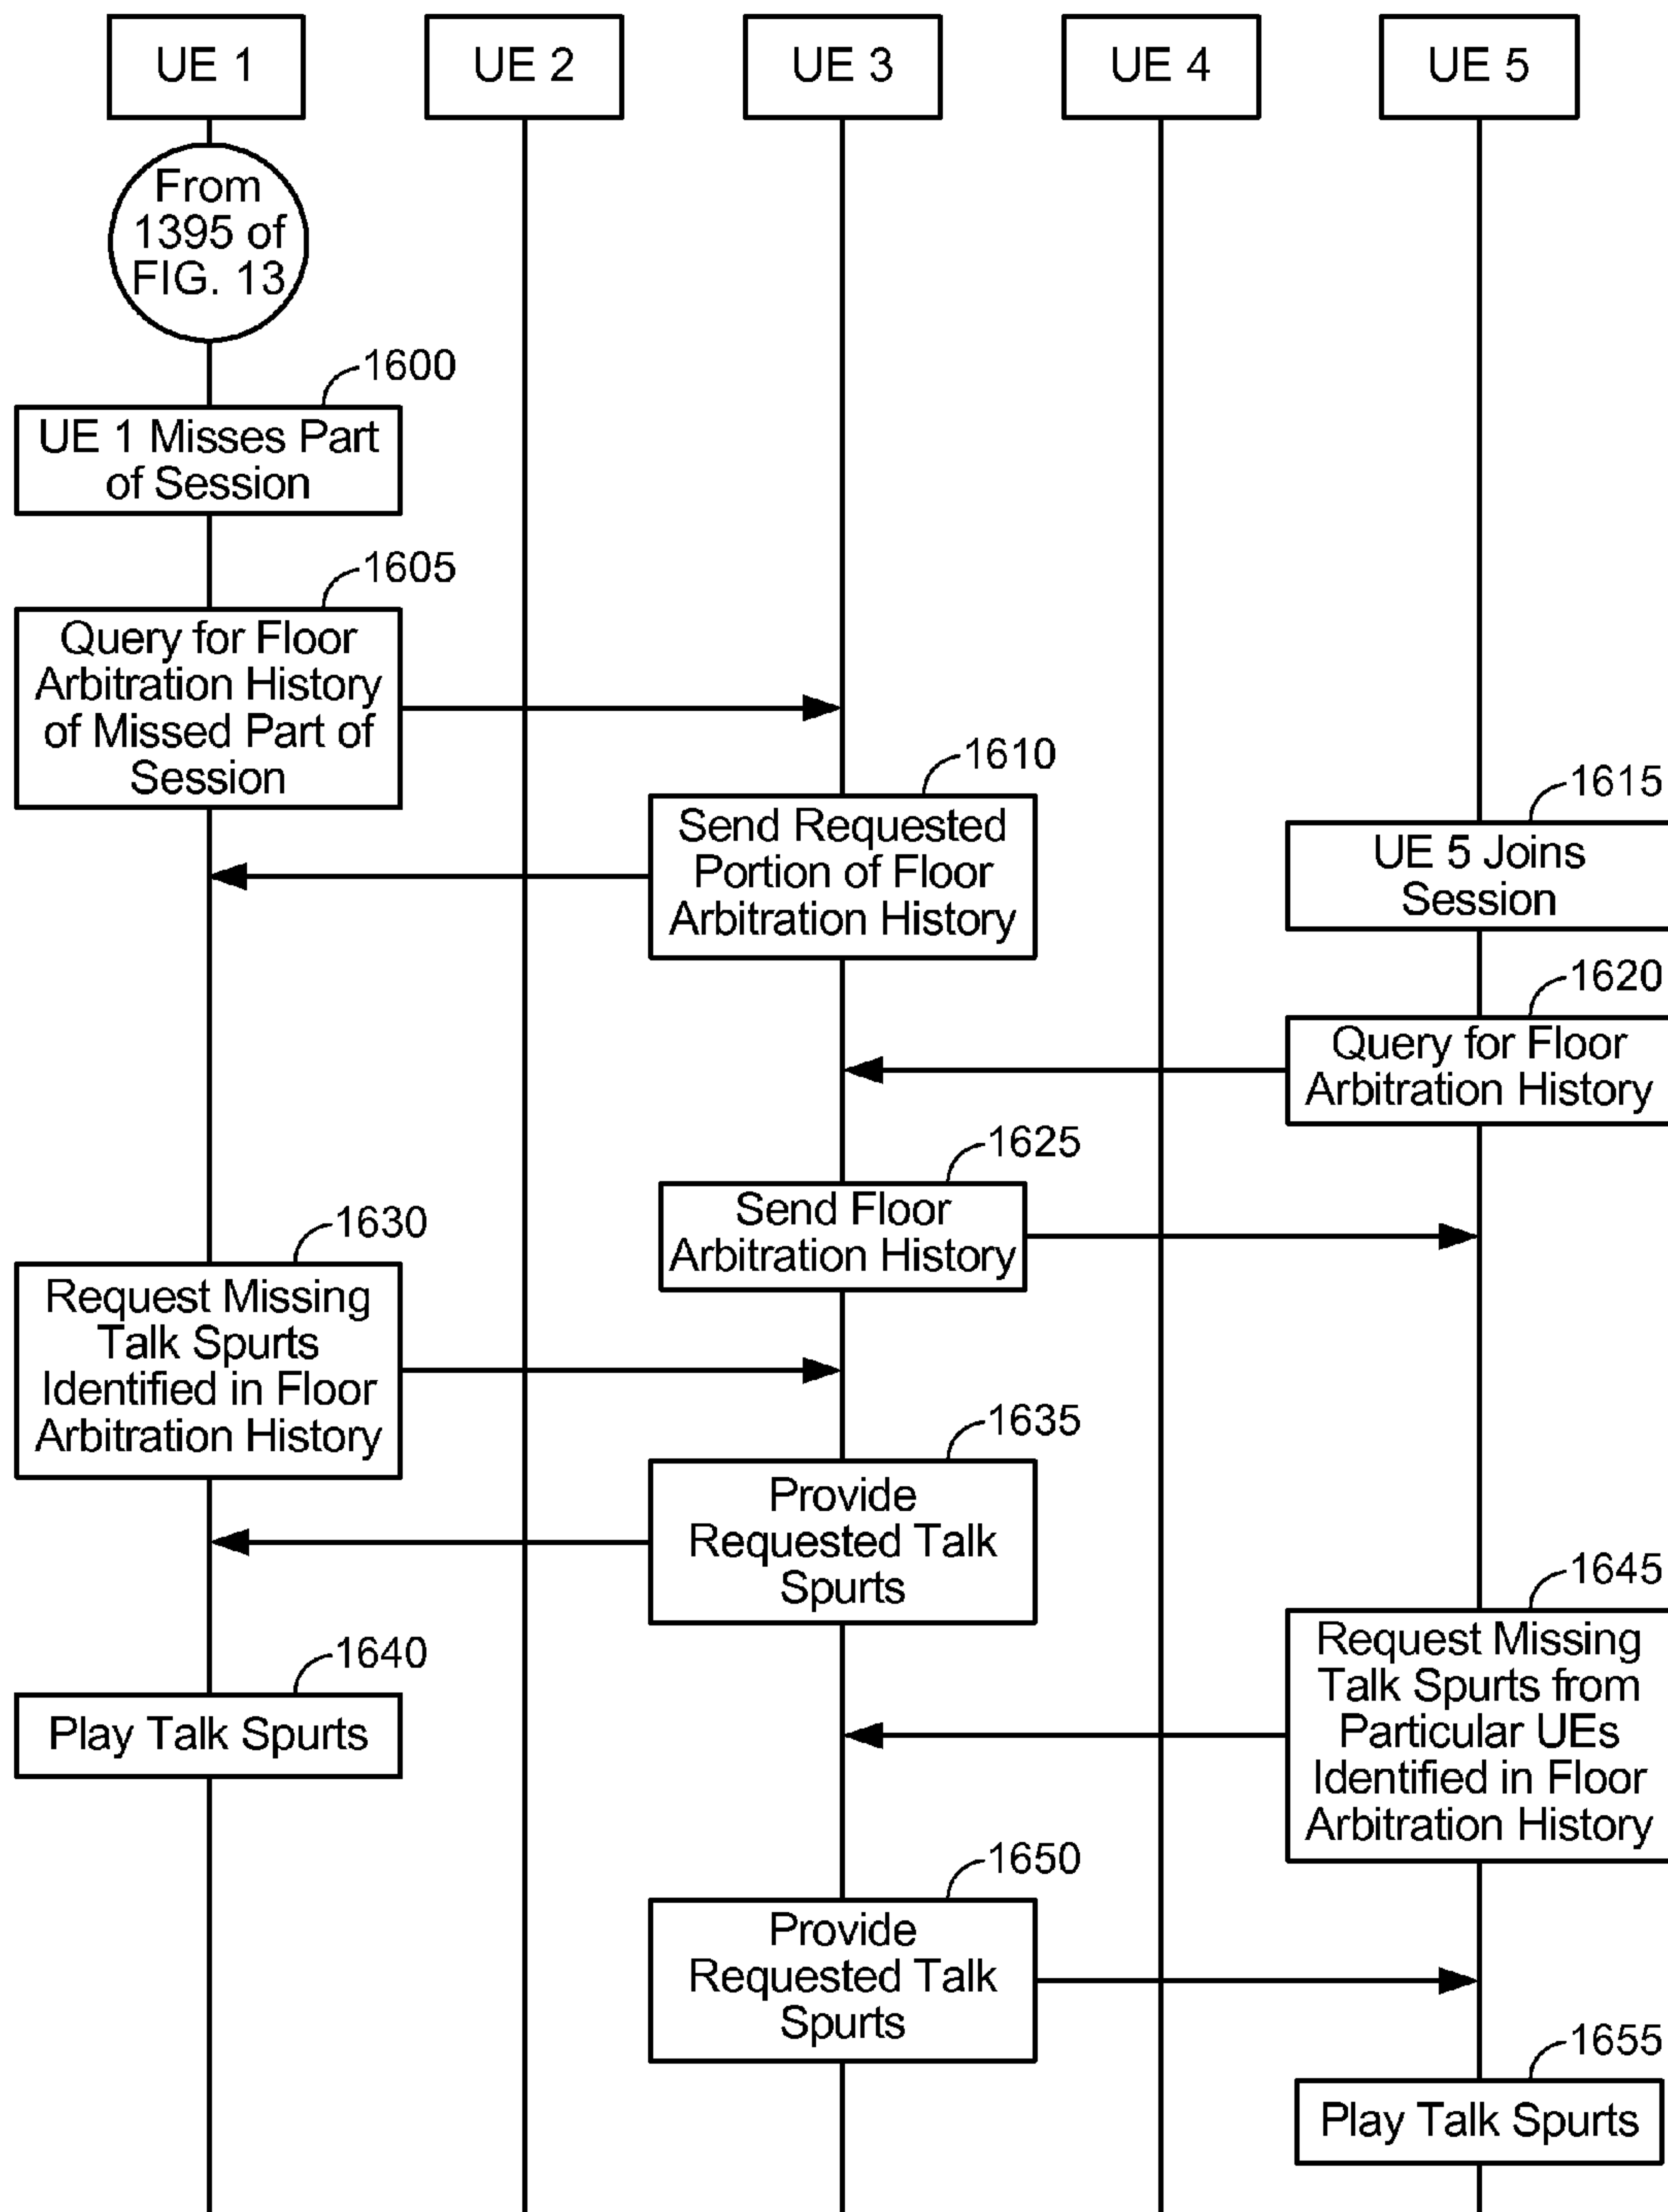 UE 1
UE 2
UE 3
UE 4
UE 5
From
1395 of
FIG. 13
1600
UE 1 Misses Part
of Session
1605
Query for Floor
Arbitration History
of Missed Part of
Session
1610
Send Requested
Portion of Floor
Arbitration History
1615
UE 5 Joins
Session
1620
Query for Floor
Arbitration History
1625
Send Floor
Arbitration History
1630
Request Missing
Talk Spurts
Identified in Floor
Arbitration History
1635
Provide
Requested Talk
Spurts
1640
Play Talk Spurts
1645
Request Missing
Talk Spurts from
Particular UEs
Identified in Floor
Arbitration History
1650
Provide
Requested Talk
Spurts
1655
Play Talk Spurts